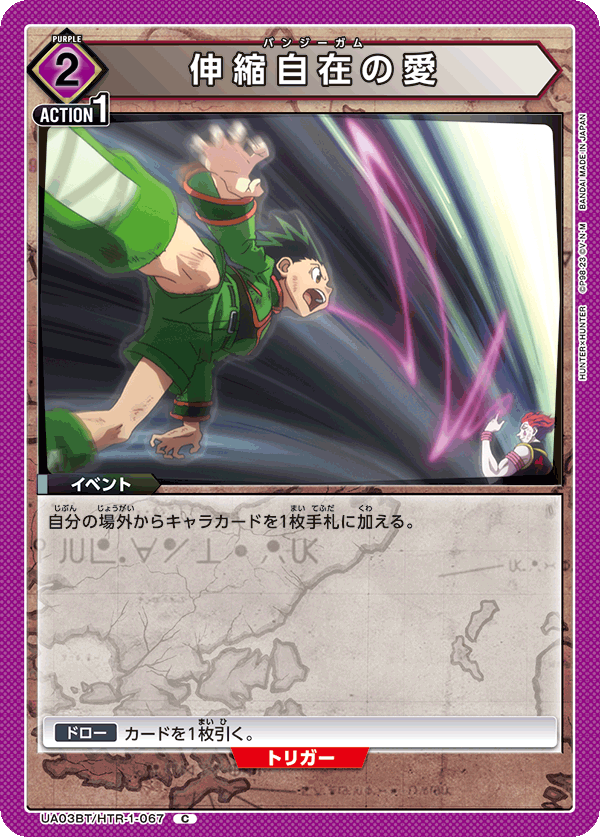 PURPLE
2
バンジーガム
伸縮自在の愛
ACTION 1
HUNTER×HUNTER ©P98-23 ©V・N・M BANDAI MADE IN JAPAN
イベント
じぶん じょうがい まい てふだ くわ
自分の場外からキャラカードを1枚手札に加える。
まい ひ
ドロー カードを1枚引く。
トリガー
UA03BT/HTR-1-067 C